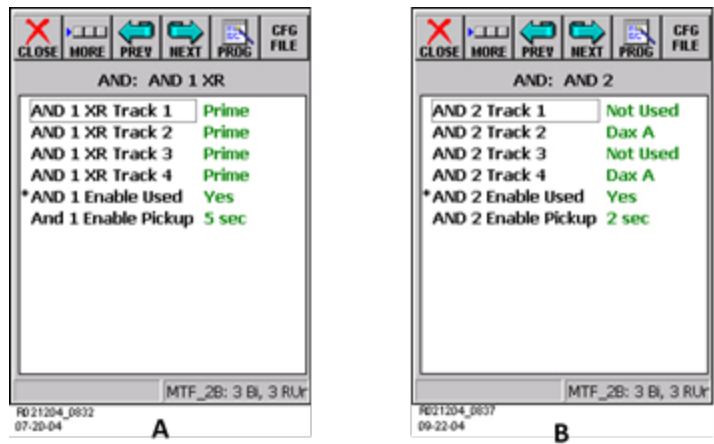 CLOSE MORE PREV NEXT PROG CFG FILE
AND: AND 1 XR
AND 1 XR Track 1 Prime
AND 1 XR Track 2 Prime
AND 1 XR Track 3 Prime
AND 1 XR Track 4 Prime
*AND 1 Enable Used Yes
And 1 Enable Pickup 5 sec
MTF_2B: 3 Bi, 3 RUr
RD21204_0832
07-20-04
A
CLOSE MORE PREV NEXT PROG CFG FILE
AND: AND 2
AND 2 Track 1 Not Used
AND 2 Track 2 Dax A
AND 2 Track 3 Not Used
AND 2 Track 4 Dax A
*AND 2 Enable Used Yes
AND 2 Enable Pickup 2 sec
MTF_2B: 3 Bi, 3 RUr
R021204_0837
09-22-04
B